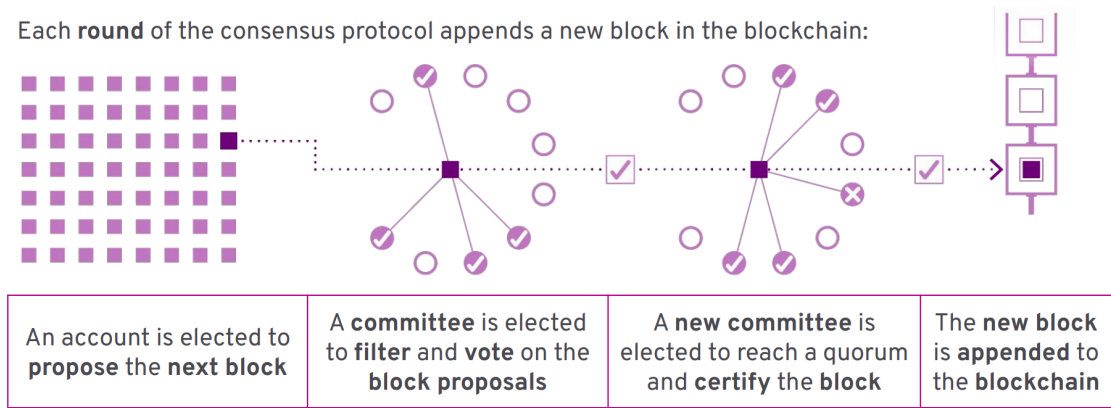 Each round of the consensus protocol appends a new block in the blockchain:
An account is elected to
propose the next block
A committee is elected
to filter and vote on the
block proposals
A new committee is
elected to reach a quorum
and certify the block
The new block
is appended to
the blockchain